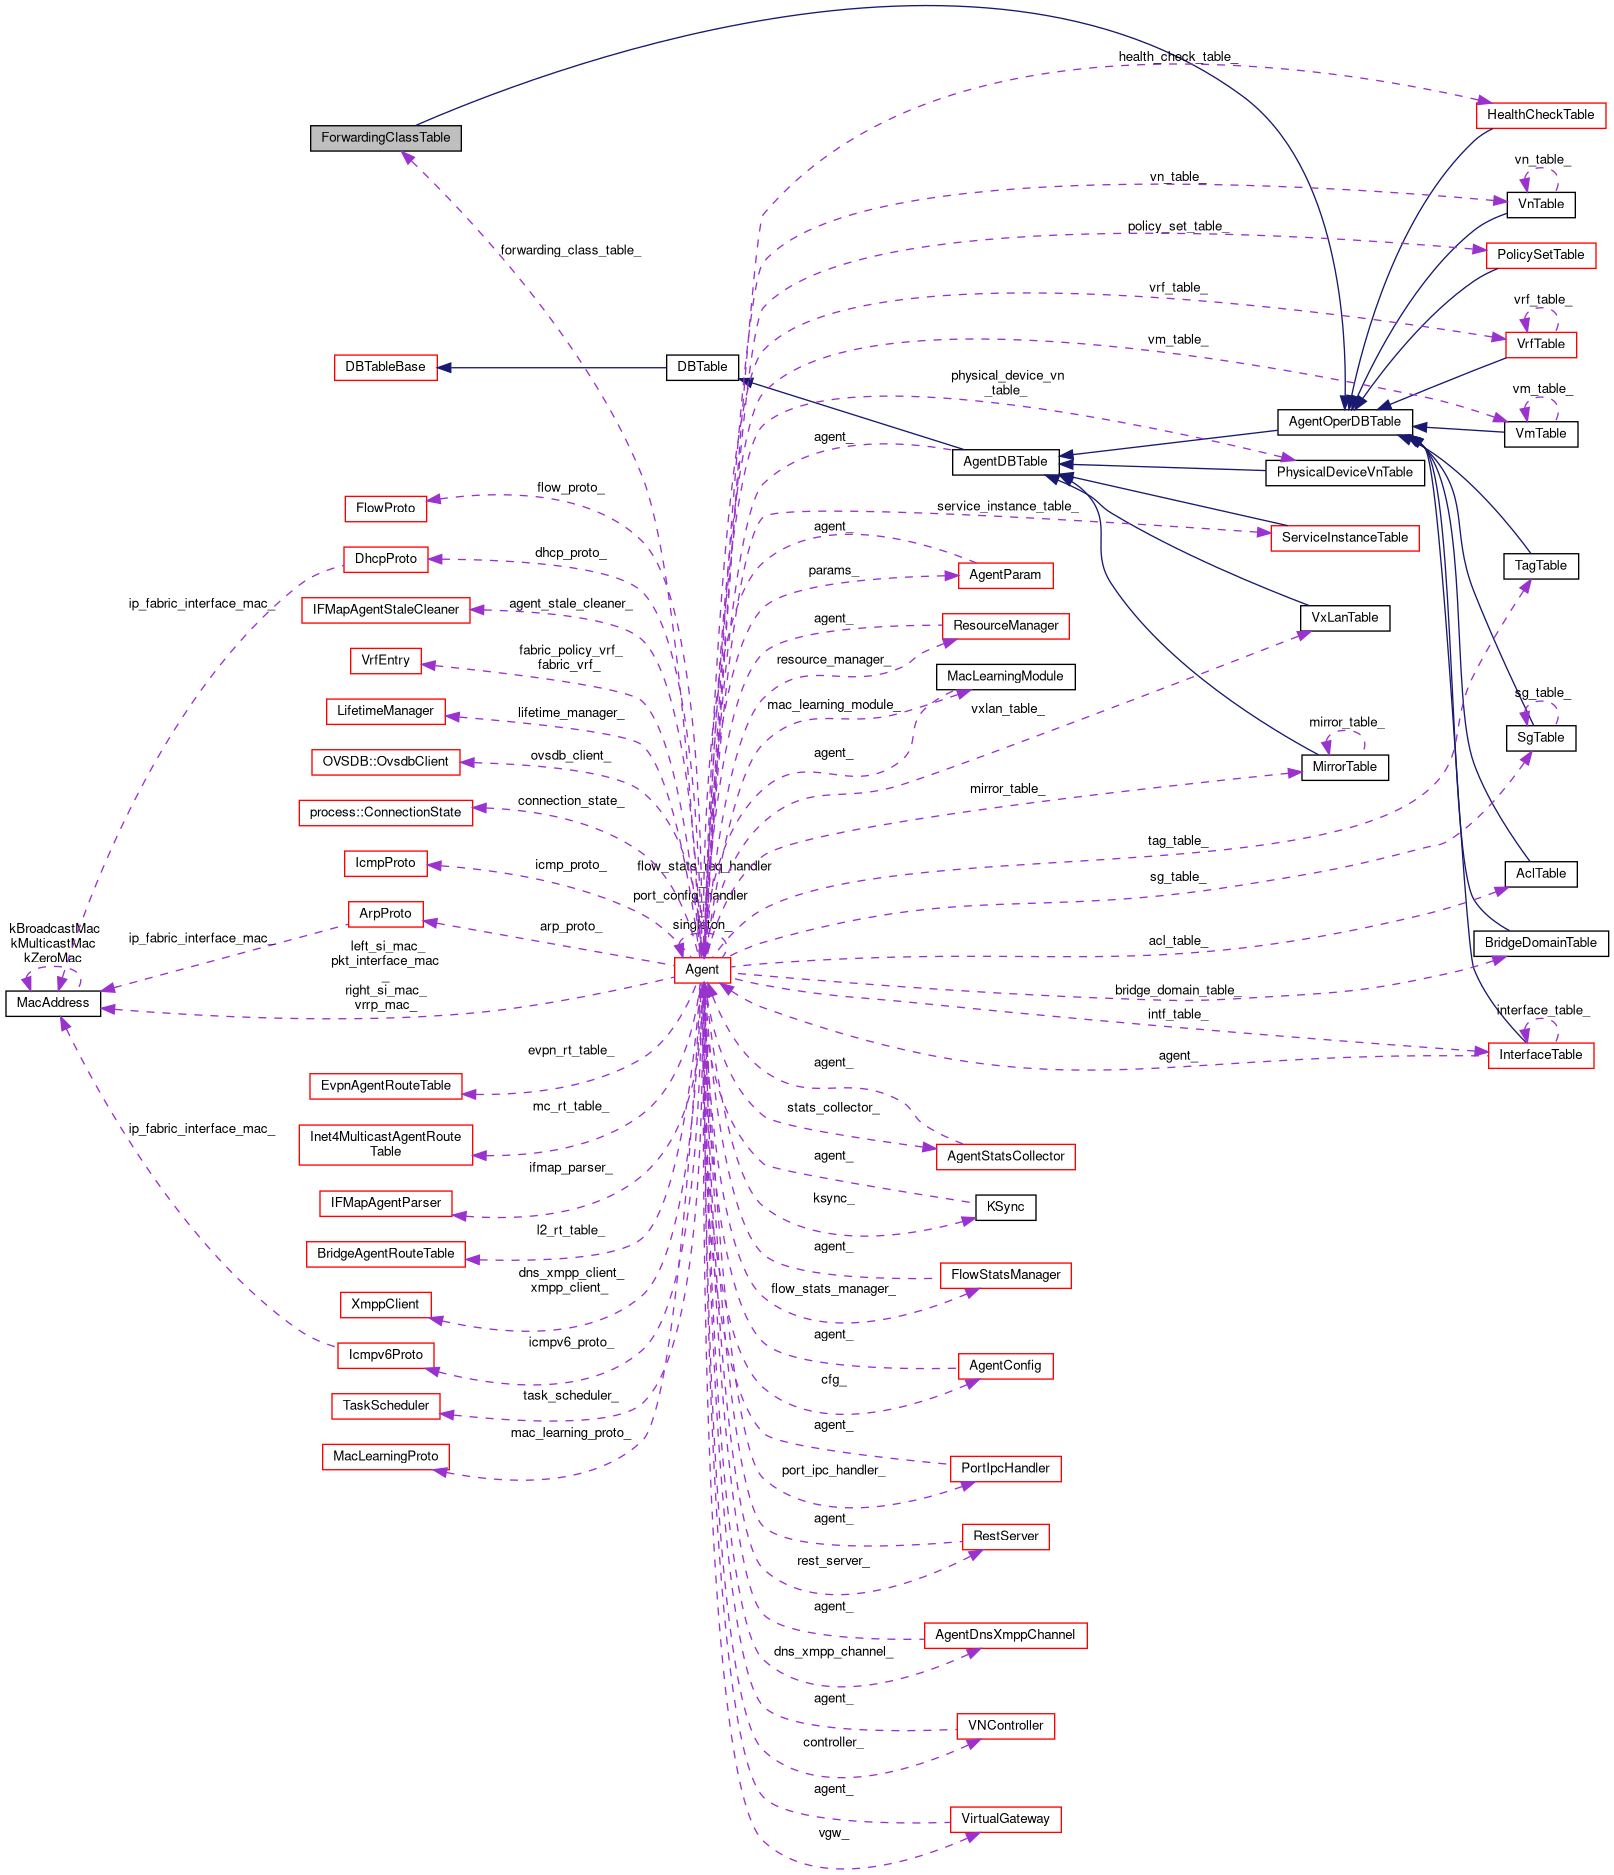 health_check_table_
HealthCheckTable
ForwardingClassTable
vn_table_
vn_table_
VnTable
policy_set_table_
PolicySetTable
forwarding_class_table_
vrf_table_
vrf_table_
VrfTable
DBTableBase
DBTable
vm_table_
vm_table_
VmTable
physical_device_vn
_table_
AgentOperDBTable
agent_
AgentDBTable
PhysicalDeviceVnTable
flow_proto_
FlowProto
service_instance_table_
ServiceInstanceTable
agent_
dhcp_proto_
DhcpProto
params_
AgentParam
TagTable
ip_fabric_interface_mac_
IFMapAgentStaleCleaner
agent_stale_cleaner_
agent_
ResourceManager
VxLanTable
fabric_policy_vrf_
fabric_vrf_
VrfEntry
resource_manager_
MacLearningModule
LifetimeManager
lifetime_manager_
mac_learning_module_
vxlan_table_
sg_table_
SgTable
mirror_table_
MirrorTable
OVSDB::OvsdbClient
ovsdb_client_
agent_
process::ConnectionState
connection_state_
mirror_table_
tag_table_
IcmpProto
icmp_proto_
flow_stats_req_handler
_
port_config_handler
_
singleton_
sg_table_
AclTable
ArpProto
arp_proto_
kBroadcastMac
kMulticastMac
kZeroMac
MacAddress
ip_fabric_interface_mac_
left_si_mac_
pkt_interface_mac
_
right_si_mac_
vrrp_mac_
Agent
acl_table_
BridgeDomainTable
bridge_domain_table_
intf_table_
interface_table_
InterfaceTable
agent_
EvpnAgentRouteTable
evpn_rt_table_
agent_
ip_fabric_interface_mac_
Inet4MulticastAgentRoute
Table
mc_rt_table_
stats_collector_
AgentStatsCollector
IFMapAgentParser
ifmap_parser_
agent_
ksync_
KSync
BridgeAgentRouteTable
l2_rt_table_
agent_
FlowStatsManager
flow_stats_manager_
XmppClient
dns_xmpp_client_
xmpp_client_
Icmpv6Proto
icmpv6_proto_
agent_
AgentConfig
cfg_
TaskScheduler
task_scheduler_
agent_
MacLearningProto
mac_learning_proto_
port_ipc_handler_
PortIpcHandler
agent_
RestServer
rest_server_
agent_
AgentDnsXmppChannel
dns_xmpp_channel_
agent_
VNController
controller_
agent_
VirtualGateway
vgw_